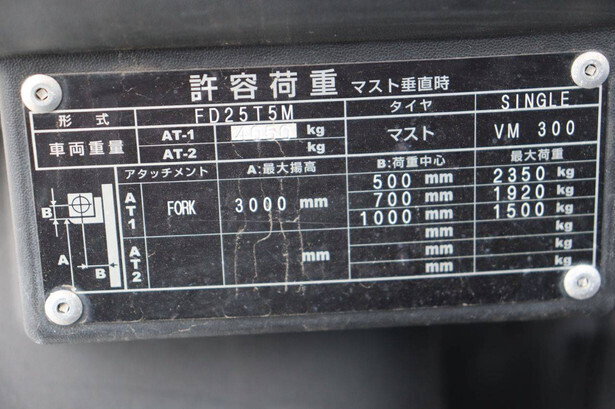 許容荷重 マスト垂直時
形式 FD25T5M タイヤ SINGLE
車両重量 AT-1 kg マスト VM 300
AT-2 kg
アタッチメント A:最大揚高 B:荷重中心 最大荷重
AT1 FORK 3000 mm 500 mm 2350 kg
700 mm 1920 kg
1000 mm 1500 kg
AT2 mm mm kg
mm kg
mm kg
B
A
B